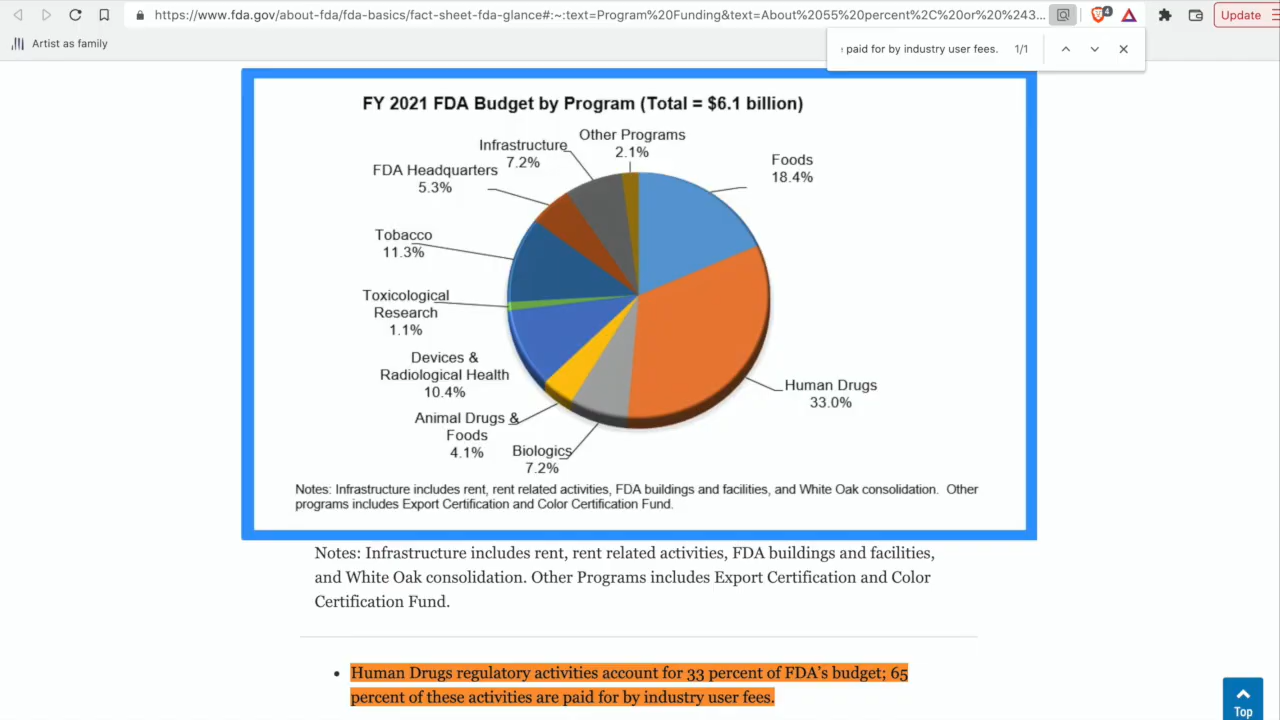 https://www.fda.gov/about-fda/fda-basics/fact-sheet-fda-glance#:~:text=Program%20Funding&text=About%2055%20percent%2C%20or%20%243...
4
Update
Artist as family
paid for by industry user fees.
1/1
FY 2021 FDA Budget by Program (Total = $6.1 billion)
Other Programs
2.1%
Infrastructure
7.2%
Foods
18.4%
FDA Headquarters
5.3%
Tobacco
11.3%
Toxicological
Research
1.1%
Devices &
Radiological Health
10.4%
Human Drugs
33.0%
Animal Drugs &
Foods
4.1%
Biologics
7.2%
Notes: Infrastructure includes rent, rent related activities, FDA buildings and facilities, and White Oak consolidation. Other
programs includes Export Certification and Color Certification Fund.
Notes: Infrastructure includes rent, rent related activities, FDA buildings and facilities,
and White Oak consolidation. Other Programs includes Export Certification and Color
Certification Fund.
• Human Drugs regulatory activities account for 33 percent of FDA’s budget; 65
percent of these activities are paid for by industry user fees.
Top